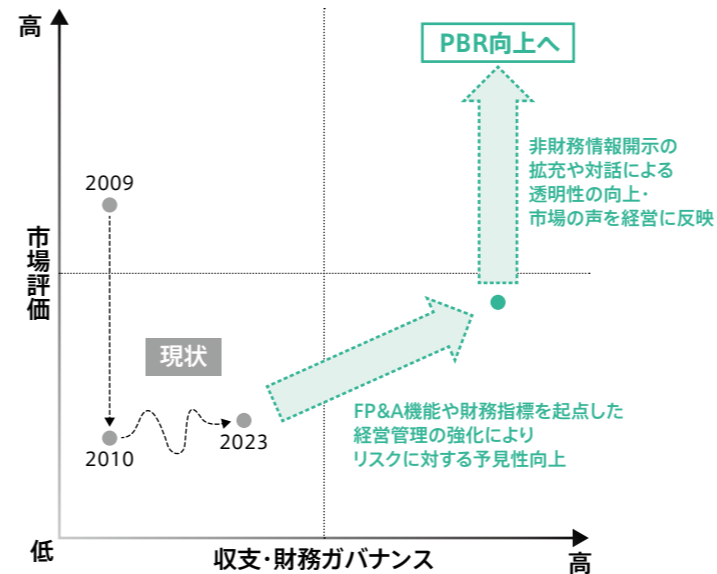 高
PBR向上へ
非財務情報開示の
拡充や対話による
透明性の向上・
市場の声を経営に反映
2009
市場評価
現状
2023
2010
FP&A機能や財務指標を起点した
経営管理の強化により
リスクに対する予見性向上
低
収支・財務ガバナンス
高